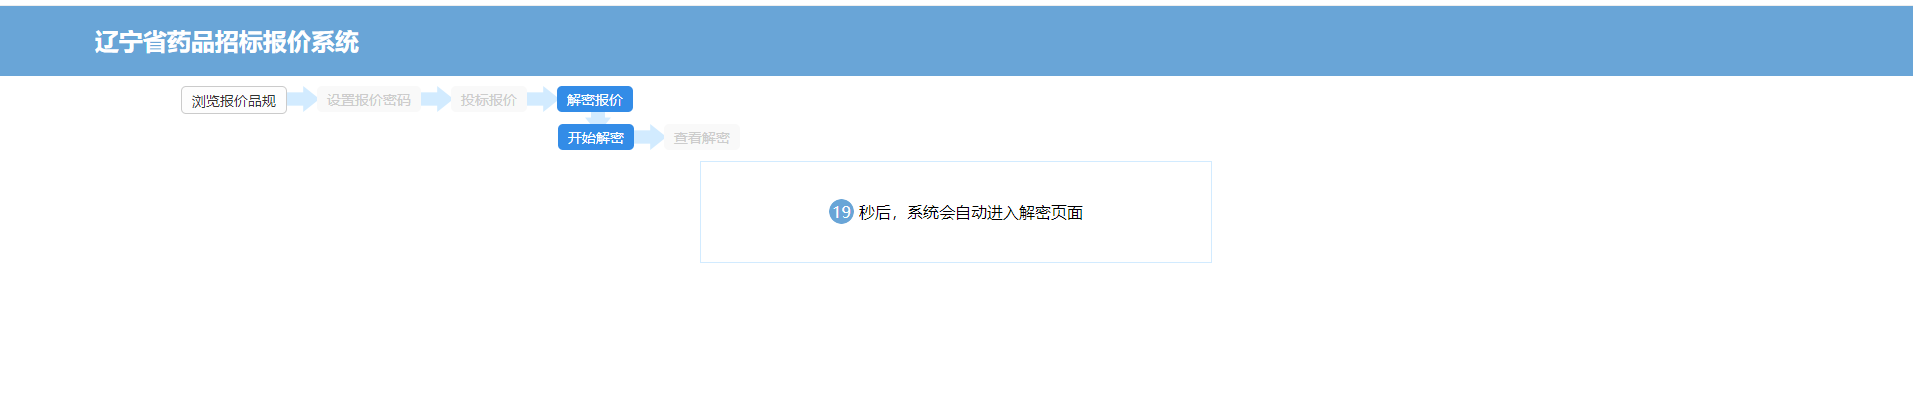 辽宁省药品招标报价系统
浏览报价品规 设置报价密码 投标报价 解密报价
开始解密 查看解密
19 秒后，系统会自动进入解密页面